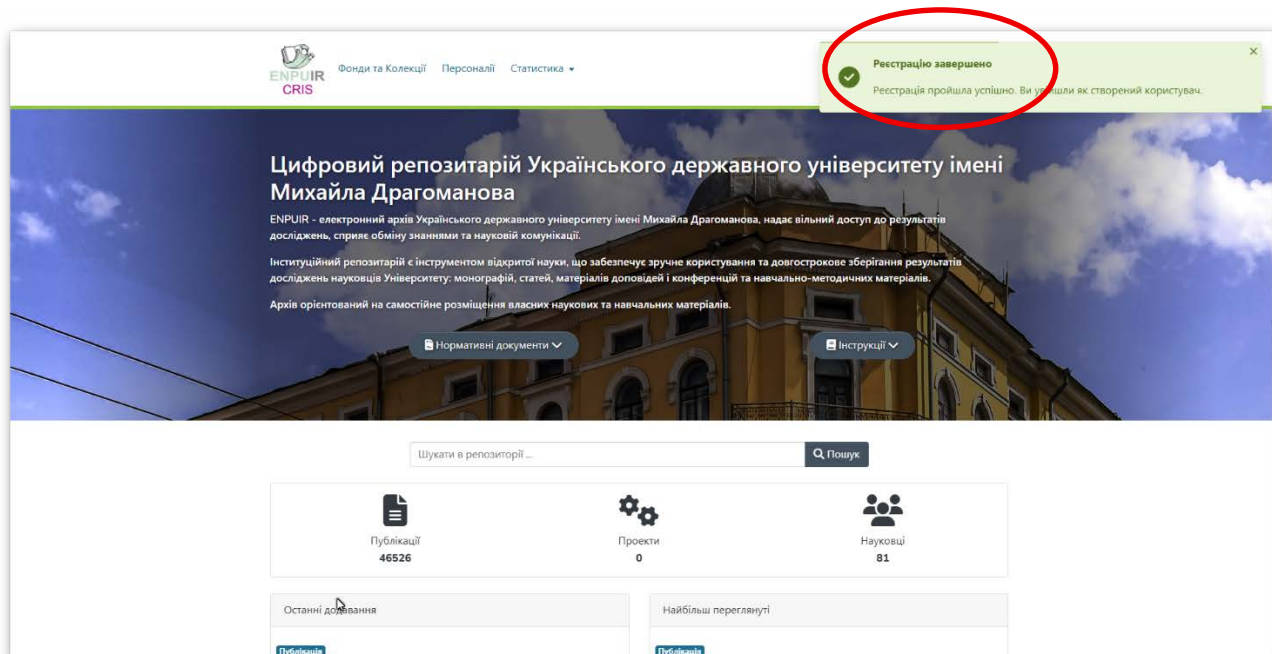 ENPUIR
CRIS
Фонди та Колекції Персоналії Статистика
Реєстрацію завершено
Реєстрація пройшла успішно. Ви увійшли як створений користувач.
Цифровий репозитарій Українського державного університету імені
Михайла Драгоманова
ENPUIR - електронний архів Українського державного університету імені Михайла Драгоманова, надає вільний доступ до результатів
досліджень, сприяє обміну знаннями та науковій комунікації.
Інституційний репозитарій є інструментом відкритої науки, що забезпечує зручне користування та довгострокове зберігання результатів
досліджень науковців Університету: монографій, статей, матеріалів доповідей і конференцій та навчально-методичних матеріалів.
Архів орієнтований на самостійне розміщення власних наукових та навчальних матеріалів.
Нормативні документи
Інструкції
Шукати в репозиторії ...
Пошук
Публікації
46526
Проекти
0
Науковці
81
Останні додавання
Найбільш переглянуті
Публікація
Публікація